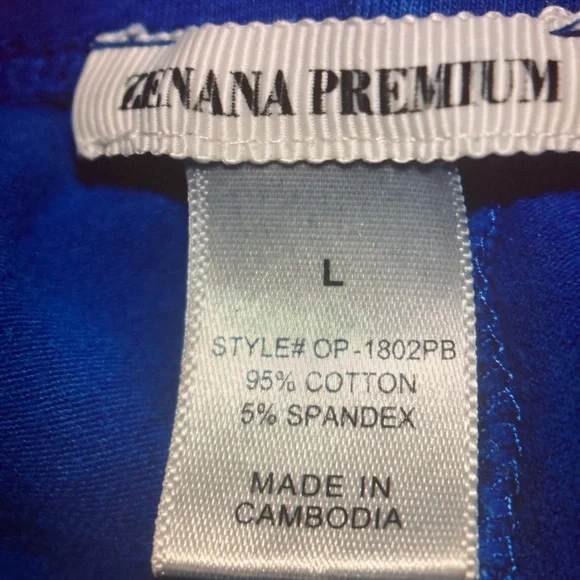 ZENANA PREMIUM
L
STYLE# OP-1802PB
95% COTTON
5% SPANDEX
MADE IN
CAMBODIA